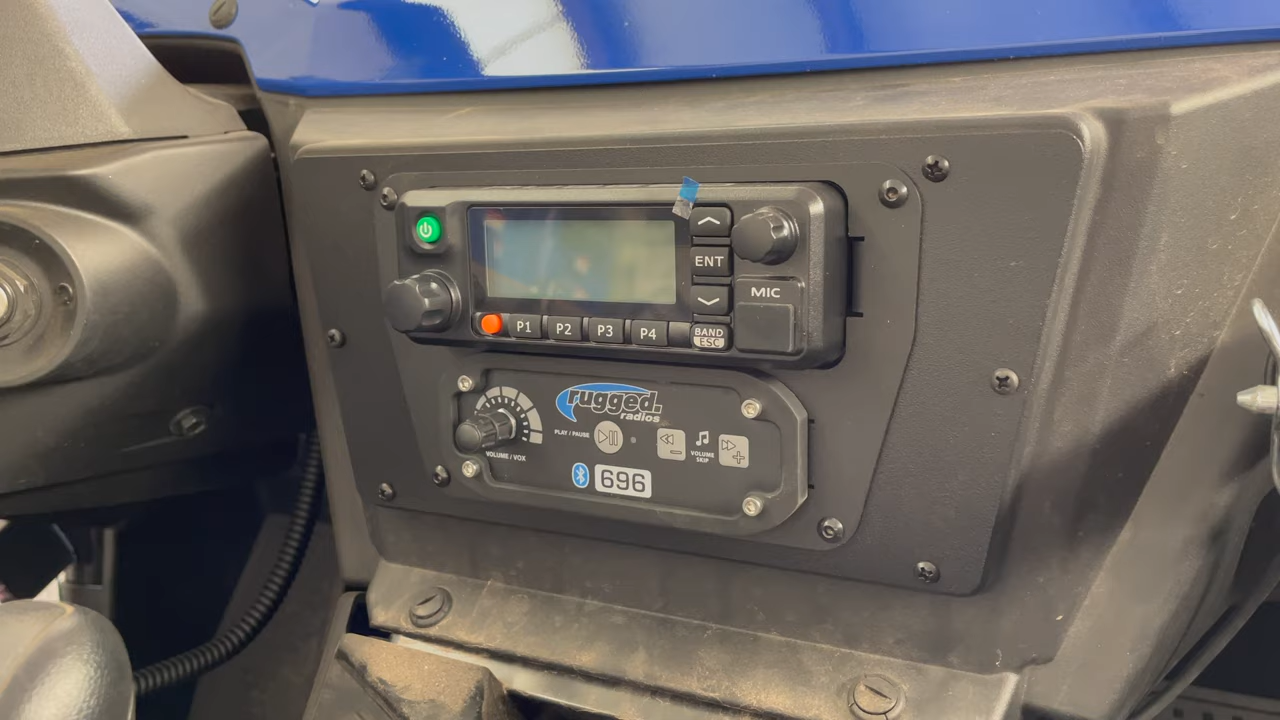 ENT
MIC
P1 P2 P3 P4 BAND
ESC
rugged
radios
PLAY / PAUSE
VOLUME
SKIP
VOLUME / VOX
696